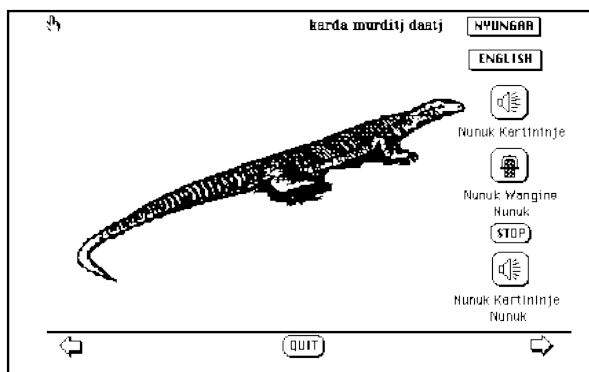 karda murditj daatj
NYUNGAR
ENGLISH
Nunuk Kartininje
Nunuk Wangine
Nunuk
STOP
Nunuk Kartininje
Nunuk
QUIT